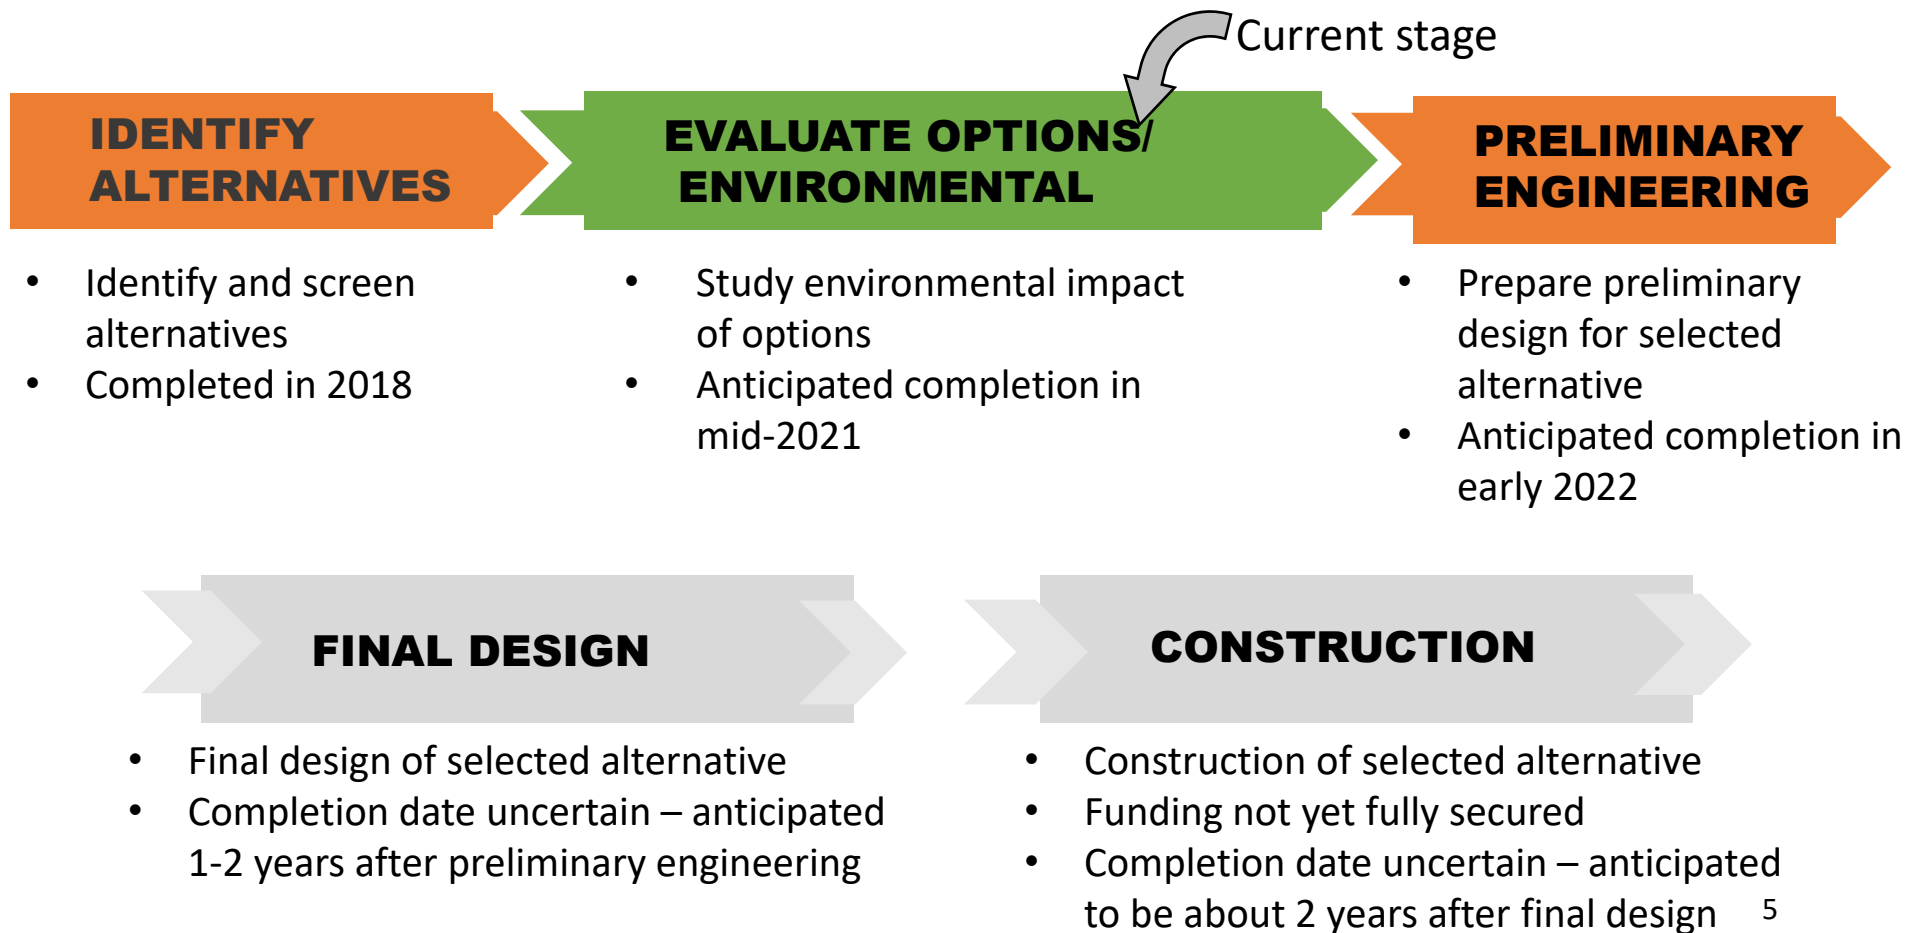 Current stage
IDENTIFY
ALTERNATIVES
EVALUATE OPTIONS/
ENVIRONMENTAL
PRELIMINARY
ENGINEERING
• Identify and screen
alternatives
• Completed in 2018
• Study environmental impact
of options
• Anticipated completion in
mid-2021
• Prepare preliminary
design for selected
alternative
• Anticipated completion in
early 2022
FINAL DESIGN
CONSTRUCTION
• Final design of selected alternative
• Completion date uncertain – anticipated
1-2 years after preliminary engineering
• Construction of selected alternative
• Funding not yet fully secured
• Completion date uncertain – anticipated
to be about 2 years after final design
5